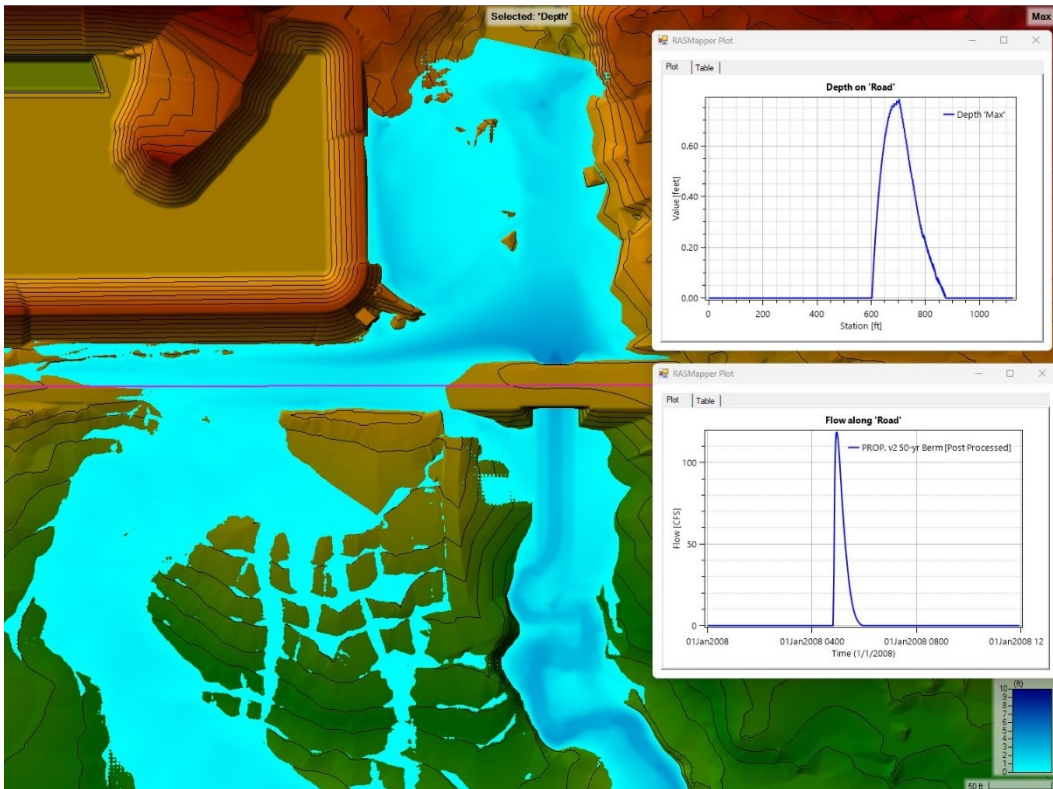 Selected: 'Depth'
Max
RASMapper Plot
Plot Table
Depth on 'Road'
Depth 'Max'
Value [feet]
0.60
0.40
0.20
0.00
0 200 400 600 800 1000
Station [ft]
RASMapper Plot
Plot Table
Flow along 'Road'
PROP. v2 50-yr Berm [Post Processed]
Flow [CFS]
100
50
0
01Jan2008 01Jan2008 0400 01Jan2008 0800 01Jan2008 12
Time (1/1/2008)
(ft)
10
9
8
7
6
5
4
3
2
1
0
50 ft